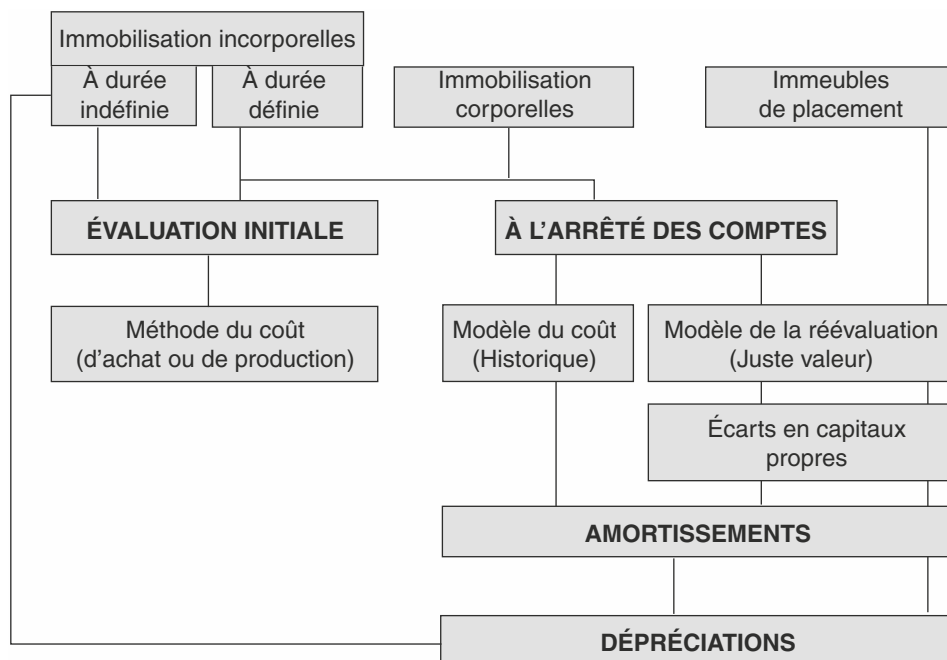 Immobilisation incorporelles
À durée
indéfinie
À durée
définie
Immobilisation
corporelles
Immeubles
de placement
ÉVALUATION INITIALE
À L'ARRÊTÉ DES COMPTES
Méthode du coût
(d'achat ou de production)
Modèle du coût
(Historique)
Modèle de la réévaluation
(Juste valeur)
Écarts en capitaux
propres
AMORTISSEMENTS
DÉPRÉCIATIONS